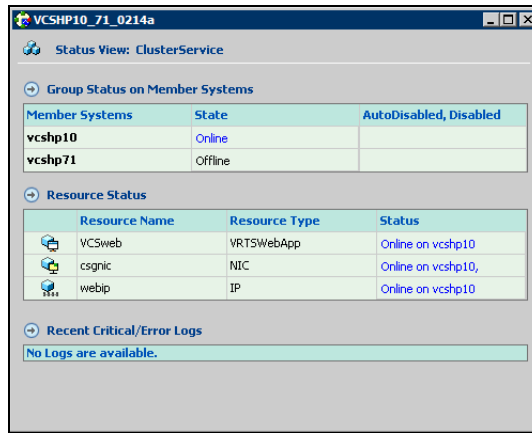 VCSHP10_71_0214a
Status View: ClusterService
Group Status on Member Systems
Member Systems State AutoDisabled, Disabled
vcshp10 Online
vcshp71 Offline
Resource Status
Resource Name Resource Type Status
VCSweb VRTSWebApp Online on vcshp10
csgnic NIC Online on vcshp10,
webip IP Online on vcshp10
Recent Critical/Error Logs
No Logs are available.